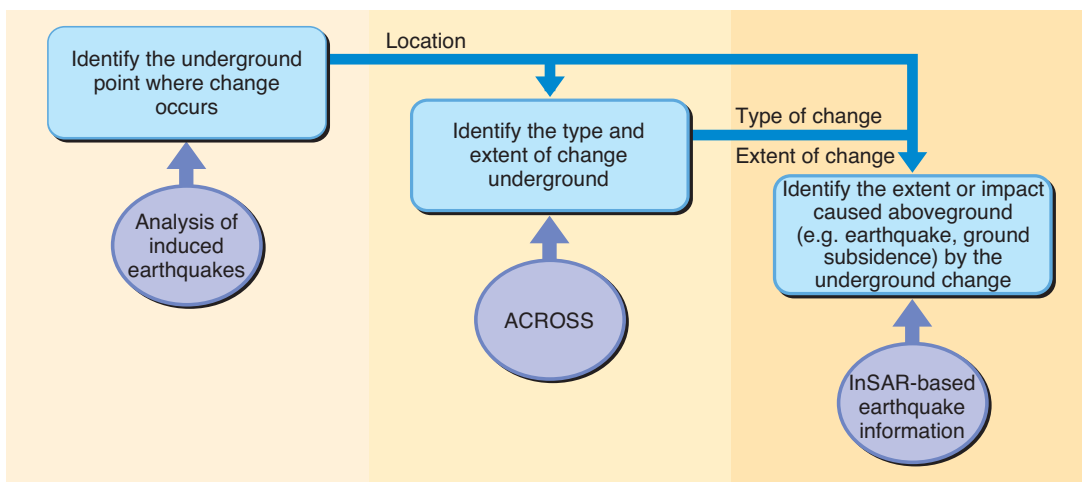 Identify the underground
point where change
occurs
Analysis of
induced
earthquakes
Location
Identify the type and
extent of change
underground
ACROSS
Type of change
Extent of change
Identify the extent or impact
caused aboveground
(e.g. earthquake, ground
subsidence) by the
underground change
InSAR-based
earthquake
information